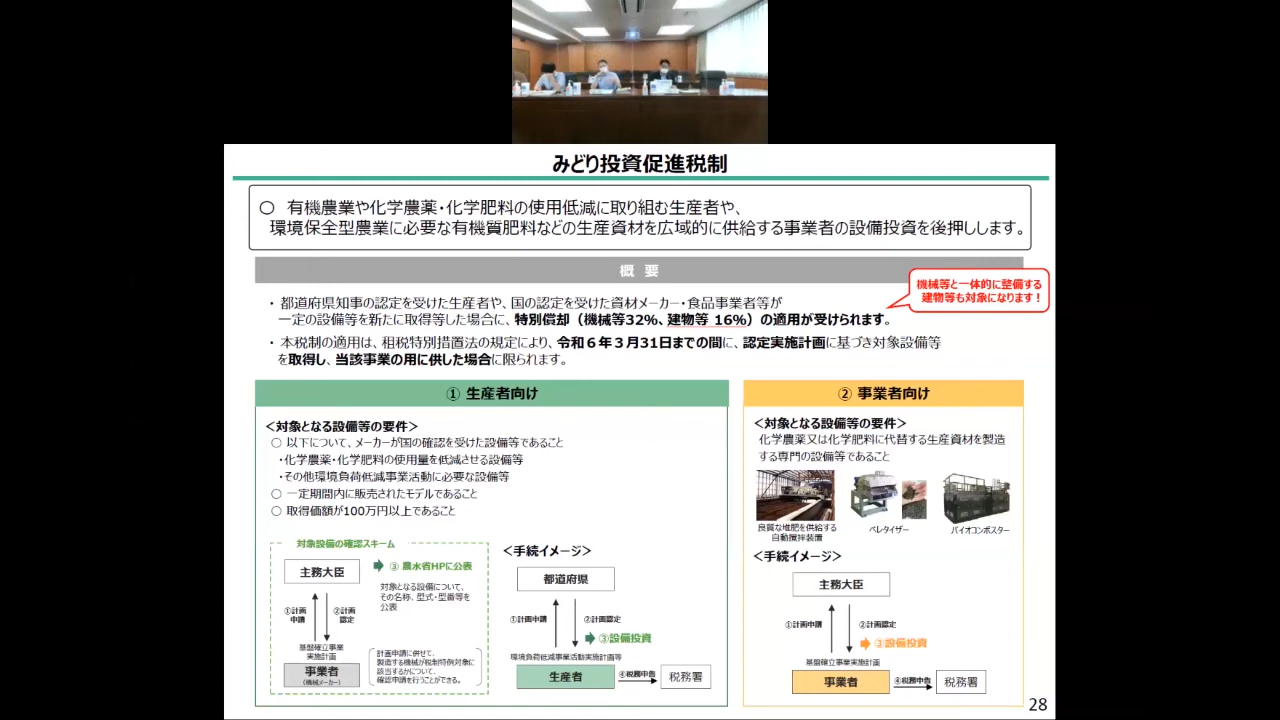 みどり投資促進税制
○ 有機農業や化学農薬・化学肥料の使用低減に取り組む生産者や、
環境保全型農業に必要な有機質肥料などの生産資材を広域的に供給する事業者の設備投資を後押しします。
概 要
機械等と一体的に整備する
建物等も対象になります！
・ 都道府県知事の認定を受けた生産者や、国の認定を受けた資材メーカー・食品事業者等が
一定の設備等を新たに取得等した場合に、特別償却（機械等32%、建物等 16%）の適用が受けられます。
・ 本税制の適用は、租税特別措置法の規定により、令和６年３月31日までの間に、認定実施計画に基づき対象設備等
を取得し、当該事業の用に供した場合に限られます。
① 生産者向け
＜対象となる設備等の要件＞
○ 以下について、メーカーが国の確認を受けた設備等であること
・化学農薬・化学肥料の使用量を低減させる設備等
・その他環境負荷低減事業活動に必要な設備等
○ 一定期間内に販売されたモデルであること
○ 取得価額が100万円以上であること
対象設備の確認スキーム
主務大臣
③ 農水省HPに公表
対象となる設備について、
その名称、型式・型番等を
公表
①計画
申請
②計画
認定
基盤確立事業
実施計画
事業者
（機械メーカー）
計画申請に併せて、
製造する機械が税制特例対象に
該当するかについて、
確認申請を行うことができる。
＜手続イメージ＞
都道府県
①計画申請
②計画認定
③設備投資
環境負荷低減事業活動実施計画等
生産者
④税務申告
税務署
② 事業者向け
＜対象となる設備等の要件＞
化学農薬又は化学肥料に代替する生産資材を製造
する専門の設備等であること
良質な堆肥を供給する
自動撹拌装置
ペレタイザー
バイオコンポスター
＜手続イメージ＞
主務大臣
①計画申請
②計画認定
③設備投資
基盤確立事業実施計画
事業者
④税務申告
税務署
28